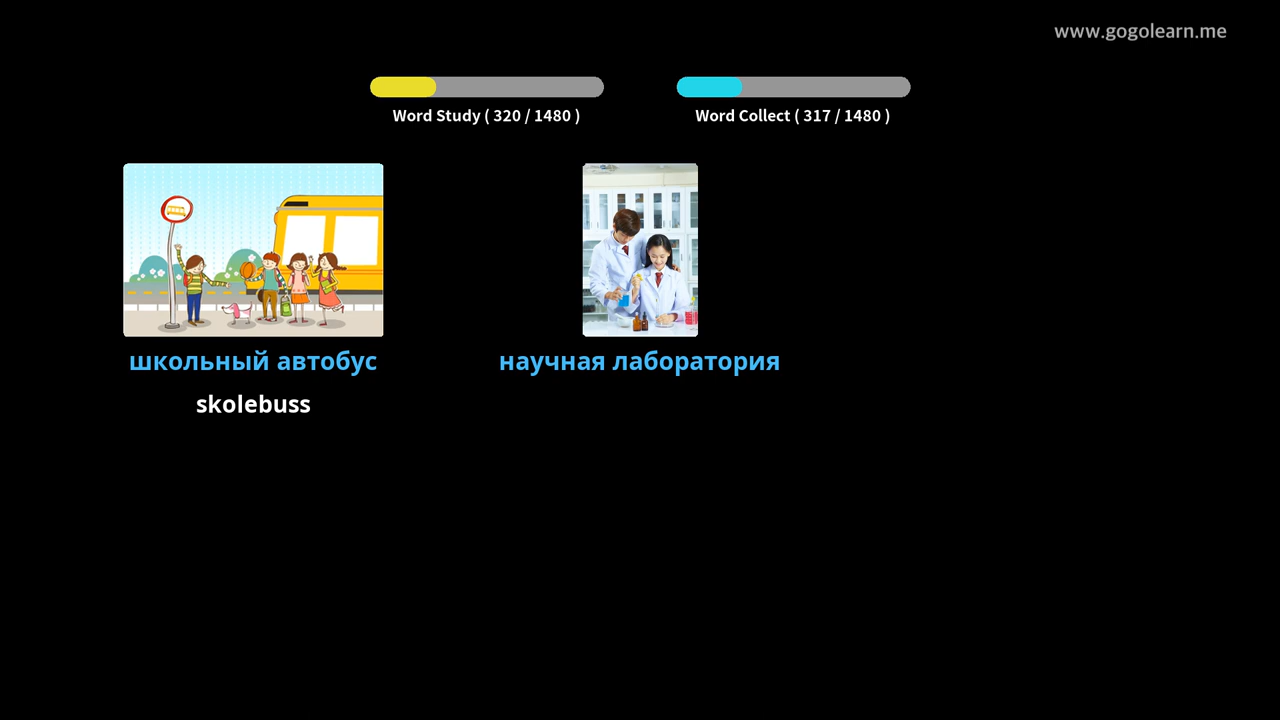 www.gogolearn.me
Word Study ( 320 / 1480 )
Word Collect ( 317 / 1480 )
школьный автобус
научная лаборатория
skolebuss